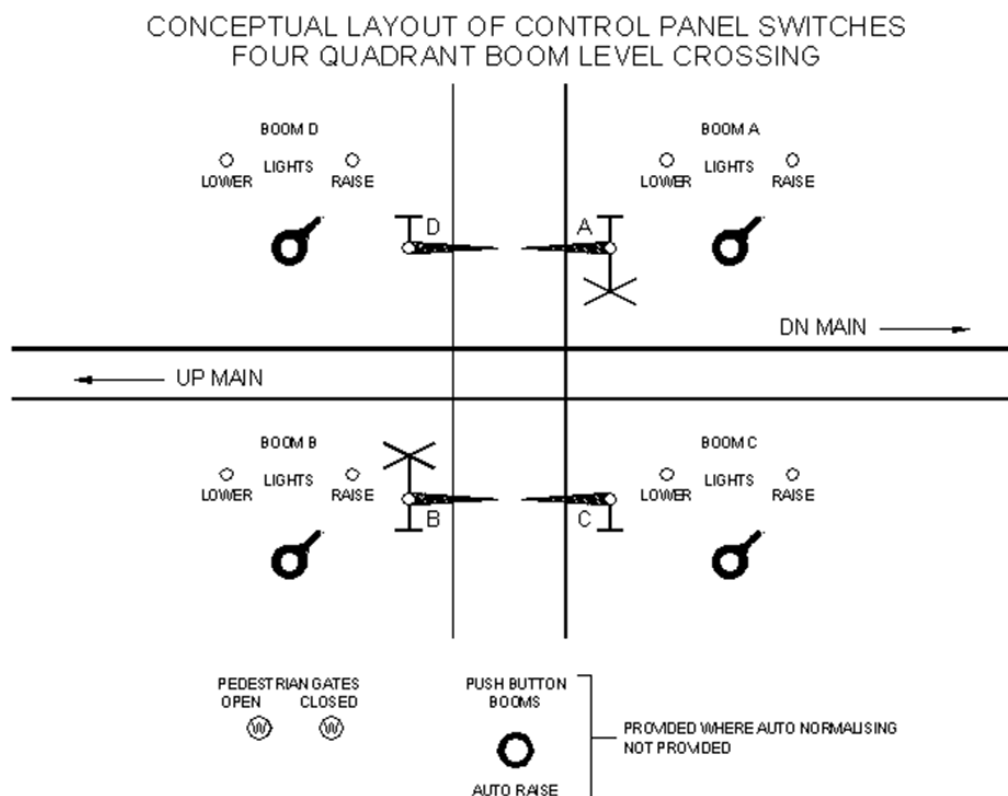 CONCEPTUAL LAYOUT OF CONTROL PANEL SWITCHES
FOUR QUADRANT BOOM LEVEL CROSSING
BOOM D
LIGHTS
LOWER RAISE
BOOM A
LIGHTS
LOWER RAISE
D
A
DN MAIN
UP MAIN
BOOM B
LIGHTS
LOWER RAISE
BOOM C
LIGHTS
LOWER RAISE
B
C
PEDESTRIAN GATES
OPEN CLOSED
W W
PUSH BUTTON
BOOMS
AUTO RAISE
PROVIDED WHERE AUTO NORMALISING
NOT PROVIDED